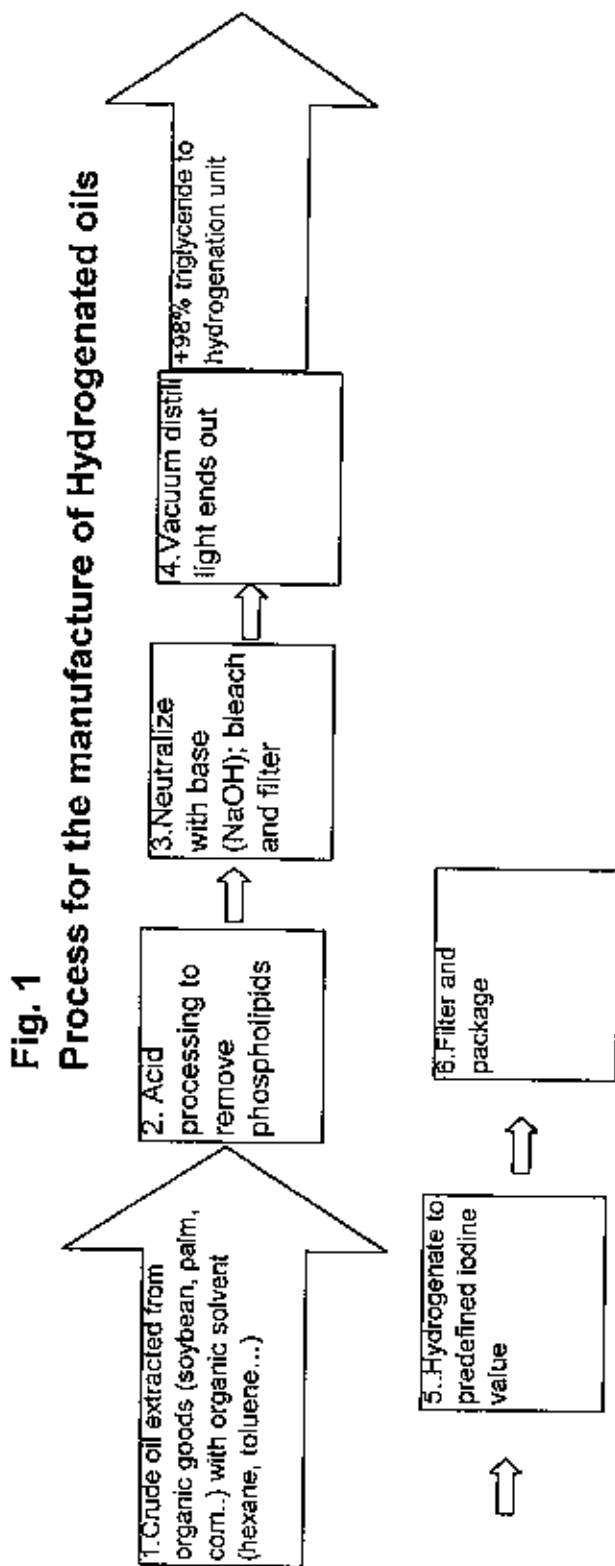 Fig. 1
Process for the manufacture of Hydrogenated oils
1.Crude oil extracted from
organic goods (soybean, palm,
corn..) with organic solvent
(hexane, toluene...)
2. Acid
processing to
remove
phospholipids
3.Neutralize
with base
(NaOH); bleach
and filter
4.Vacuum distill
light ends out
+98% triglyceride to
hydrogenation unit
5..Hydrogenate to
predefined iodine
value
6.Filter and
package